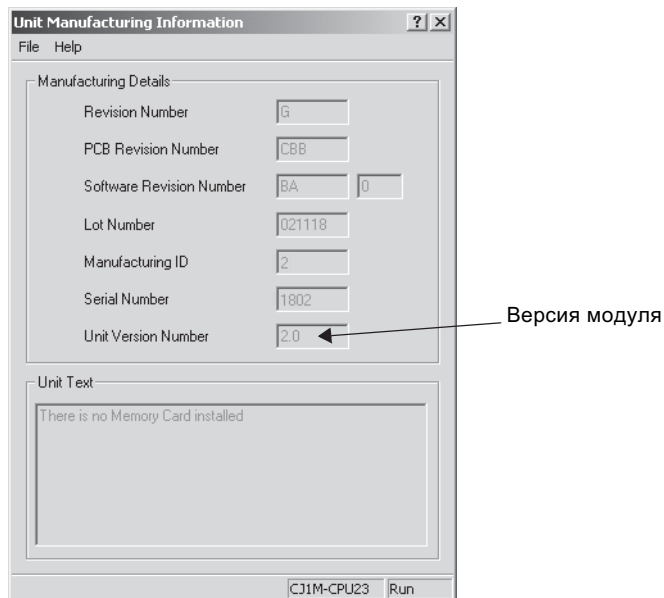 Unit Manufacturing Information ? ×
File Help
Manufacturing Details
Revision Number G
PCB Revision Number CBB
Software Revision Number BA 0
Lot Number 021118
Manufacturing ID 2
Serial Number 1802
Unit Version Number 2.0
Версия модуля
Unit Text
There is no Memory Card installed
CJ1M-CPU23 Run